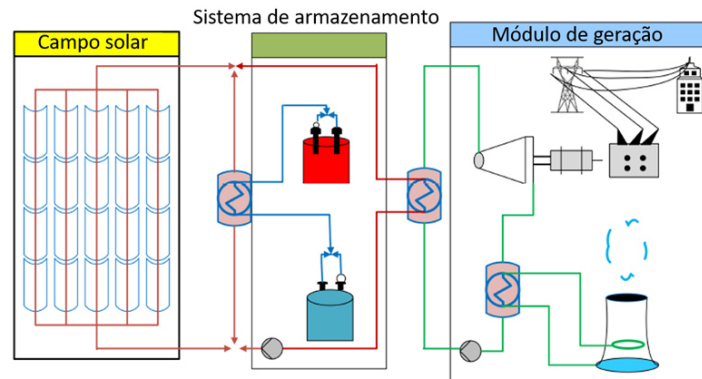 Sistema de armazenamento
Campo solar
Módulo de geração